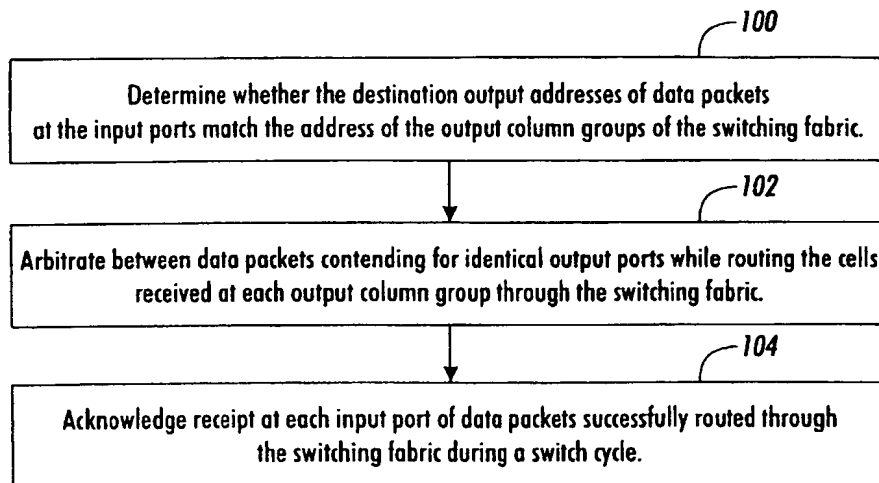 100
Determine whether the destination output addresses of data packets
at the input ports match the address of the output column groups of the switching fabric.
102
Arbitrate between data packets contending for identical output ports while routing the cells
received at each output column group through the switching fabric.
104
Acknowledge receipt at each input port of data packets successfully routed through
the switching fabric during a switch cycle.